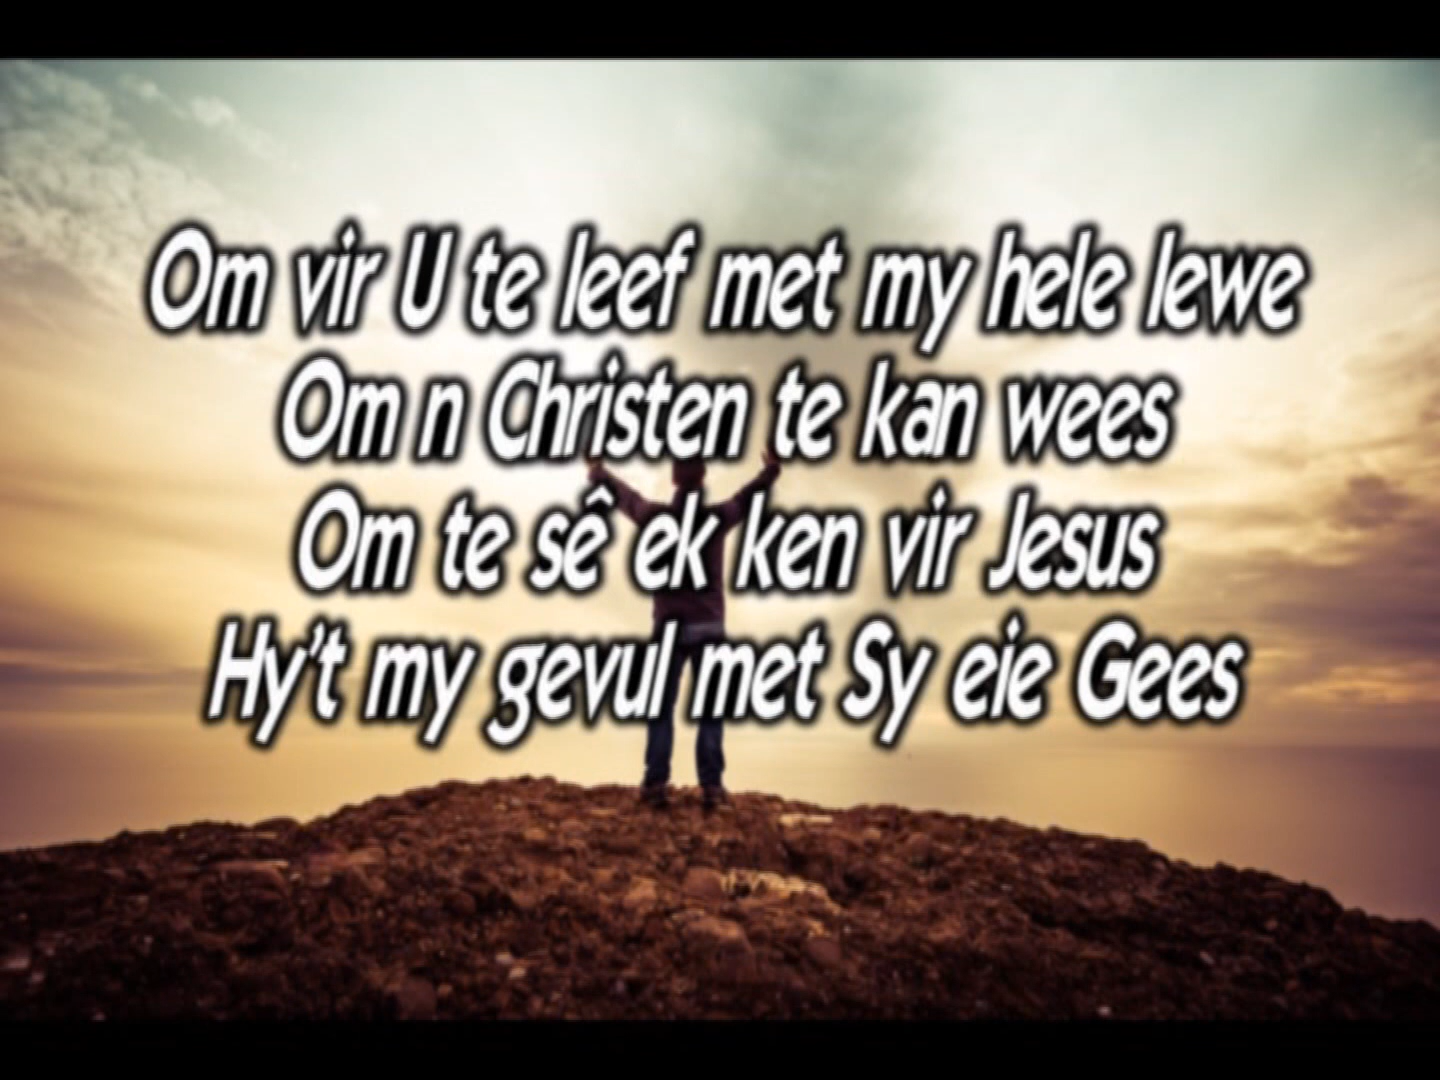 Om vir U te leef met my hele lewe
Om n Christen te kan wees
Om te sê ek ken vir Jesus
Hy't my gevul met Sy eie Gees